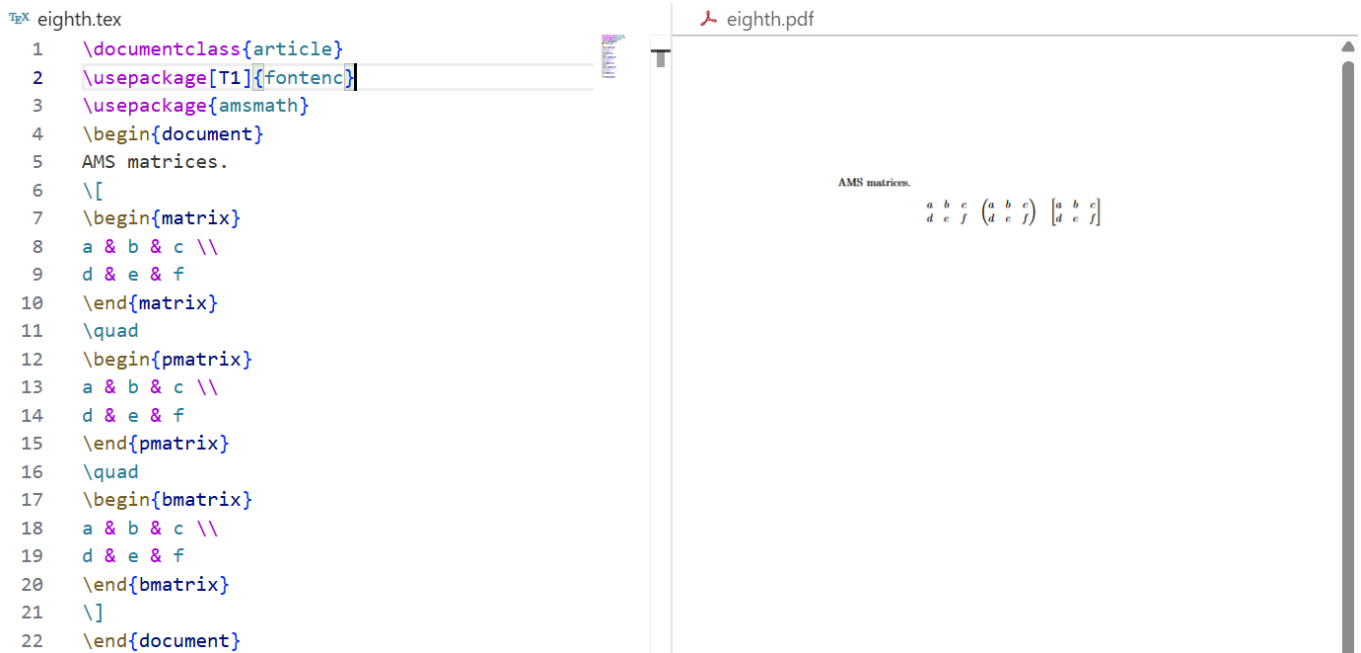 TEX eighth.tex
1 \documentclass{article}
2 \usepackage[T1]{fontenc}
3 \usepackage{amsmath}
4 \begin{document}
5 AMS matrices.
6 \[
7 \begin{matrix}
8 a & b & c \\
9 d & e & f
10 \end{matrix}
11 \quad
12 \begin{pmatrix}
13 a & b & c \\
14 d & e & f
15 \end{pmatrix}
16 \quad
17 \begin{bmatrix}
18 a & b & c \\
19 d & e & f
20 \end{bmatrix}
21 \]
22 \end{document}
eighth.pdf
AMS matrices.
a b c (a b c) [a b c]
d e f (d e f) [d e f]